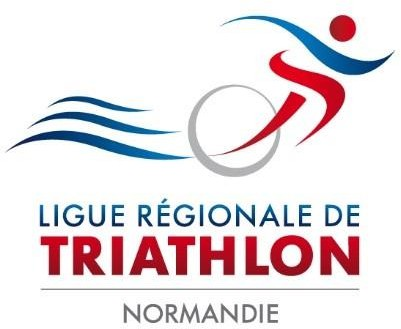 LIGUE RÉGIONALE DE
TRIATHLON
NORMANDIE